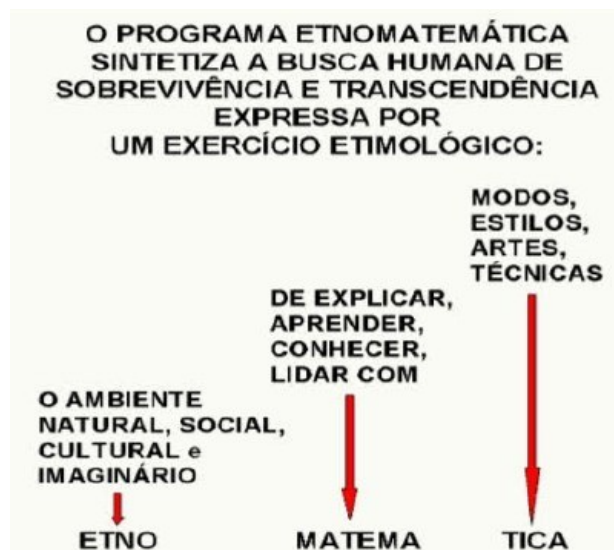 O PROGRAMA ETNOMATEMÁTICA
SINTETIZA A BUSCA HUMANA DE
SOBREVIVÊNCIA E TRANSCENDÊNCIA
EXPRESSA POR
UM EXERCÍCIO ETIMOLÓGICO:
MODOS,
ESTILOS,
ARTES,
TÉCNICAS
DE EXPLICAR,
APRENDER,
CONHECER,
LIDAR COM
O AMBIENTE
NATURAL, SOCIAL,
CULTURAL e
IMAGINÁRIO
ETNO MATEMA TICA